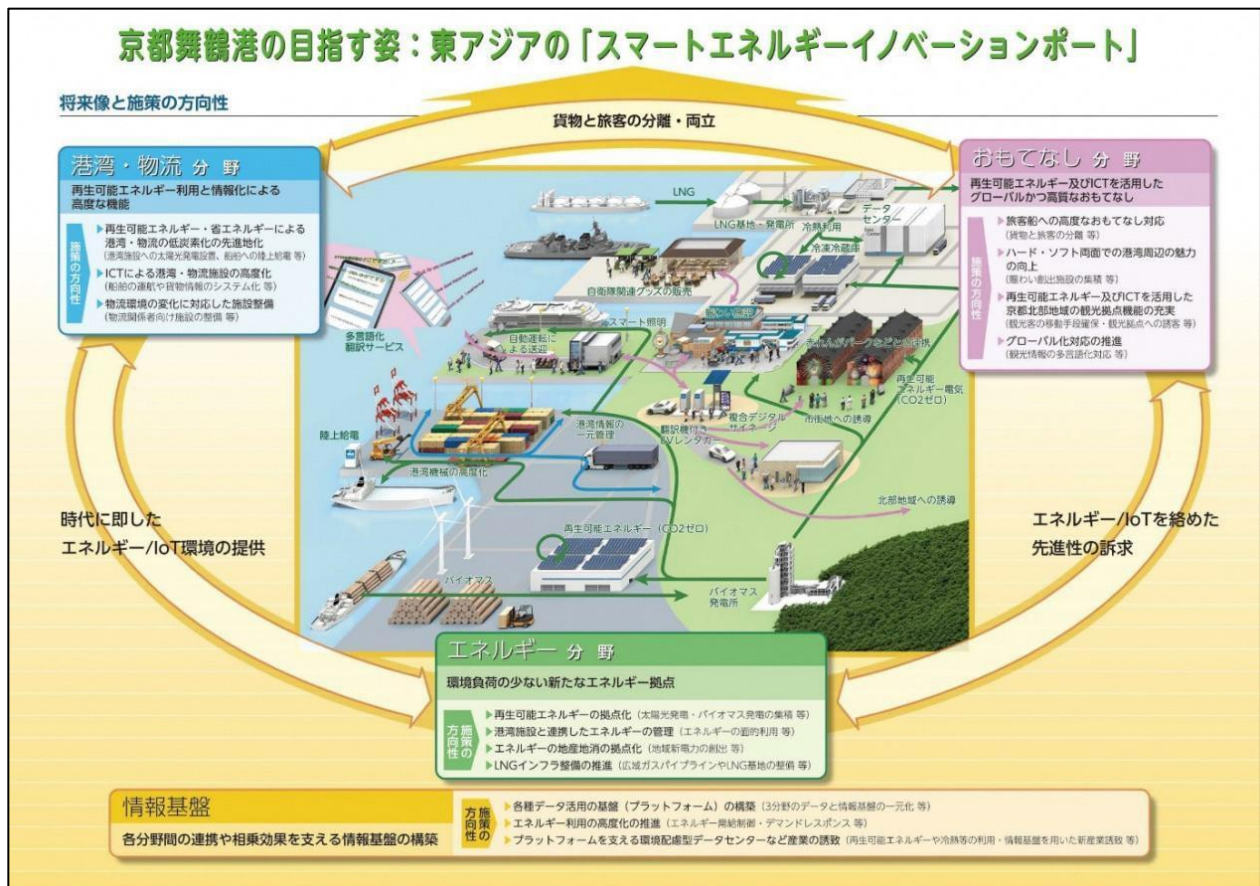 京都舞鶴港の目指す姿：東アジアの「スマートエネルギーイノベーションポート」
将来像と施策の方向性
貨物と旅客の分離・両立
港湾・物流 分野
再生可能エネルギー利用と情報化による
高度な機能
施策の方向性
▶再生可能エネルギー・省エネルギーによる
港湾・物流の低炭素化の先進地化
(港湾施設への太陽光発電設置、船舶への陸上給電 等)
▶ICTによる港湾・物流施設の高度化
(船舶の運航や貨物情報のシステム化 等)
▶物流環境の変化に対応した施設整備
(物流関係者向け施設の整備 等)
おもてなし 分野
再生可能エネルギー及びICTを活用した
グローバルかつ高質なおもてなし
施策の方向性
▶旅客船への高度なおもてなし対応
(貨物と旅客の分離 等)
▶ハード・ソフト両面での港湾周辺の魅力
の向上
(賑わい創出施設の集積 等)
▶再生可能エネルギー及びICTを活用した
京都北部地域の観光拠点機能の充実
(観光客の移動手段確保・観光拠点への誘客 等)
▶グローバル化対応の推進
(観光情報の多言語化対応 等)
LNG
LNG基地・発電所
冷熱利用
データ
センター
冷凍冷蔵庫
自衛隊関連グッズの販売
多言語化
翻訳サービス
自動運転に
よる送迎
スマート照明
賑わい施設
赤れんがパークなどとの連携
再生可能
エネルギー電気
(CO2ゼロ)
陸上給電
港湾情報の
一元管理
翻訳機付き
EVレンタカー
複合デジタル
サイネージ
市街地への誘導
港湾機械の高度化
北部地域への誘導
再生可能エネルギー (CO2ゼロ)
バイオマス
バイオマス
発電所
時代に即した
エネルギー/IoT環境の提供
エネルギー/IoTを絡めた
先進性の訴求
エネルギー 分野
環境負荷の少ない新たなエネルギー拠点
施策の方向性
▶再生可能エネルギーの拠点化 (太陽光発電・バイオマス発電の集積 等)
▶港湾施設と連携したエネルギーの管理 (エネルギーの面的利用 等)
▶エネルギーの地産地消の拠点化 (地域新電力の創出 等)
▶LNGインフラ整備の推進 (広域ガスパイプラインやLNG基地の整備 等)
情報基盤
各分野間の連携や相乗効果を支える情報基盤の構築
施策の方向性
▶各種データ活用の基盤 (プラットフォーム) の構築 (3分野のデータと情報基盤の一元化 等)
▶エネルギー利用の高度化の推進 (エネルギー需給制御・デマンドレスポンス 等)
▶プラットフォームを支える環境配慮型データセンターなど産業の誘致 (再生可能エネルギーや冷熱等の利用・情報基盤を用いた新産業誘致 等)